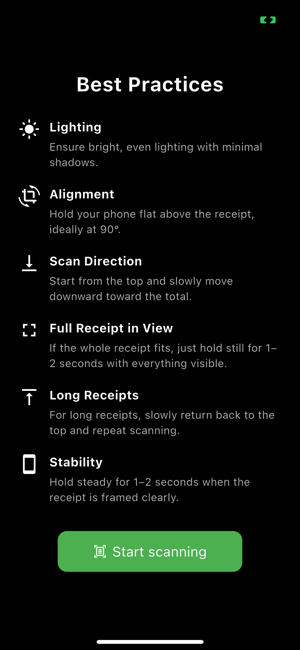 Best Practices
Lighting
Ensure bright, even lighting with minimal
shadows.
Alignment
Hold your phone flat above the receipt,
ideally at 90°.
Scan Direction
Start from the top and slowly move
downward toward the total.
Full Receipt in View
If the whole receipt fits, just hold still for 1–
2 seconds with everything visible.
Long Receipts
For long receipts, slowly return back to the
top and repeat scanning.
Stability
Hold steady for 1–2 seconds when the
receipt is framed clearly.
Start scanning